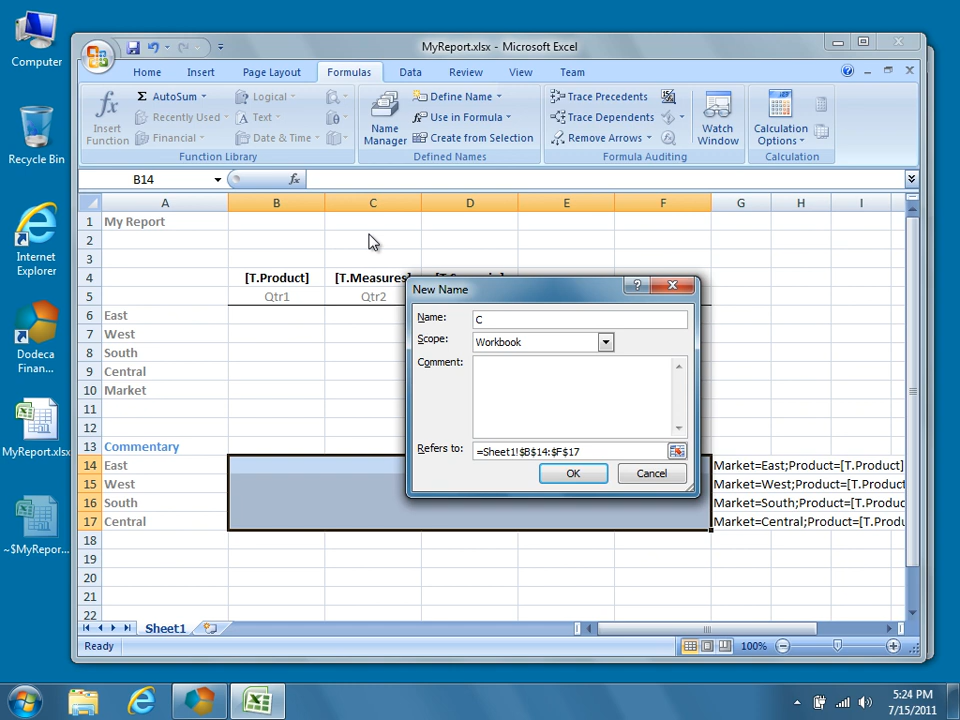 Computer
Recycle Bin
Internet
Explorer
Dodeca
Finan...
MyReport.xlsx
~$MyRepor...
MyReport.xlsx - Microsoft Excel
Home Insert Page Layout Formulas Data Review View Team
fx Insert Function
Σ AutoSum
Recently Used
Financial
Logical
A Text
Date & Time
θ
Function Library
Name Manager
Define Name
Use in Formula
Create from Selection
Defined Names
Trace Precedents
Trace Dependents
Remove Arrows
Formula Auditing
Watch Window
Calculation Options
Calculation
B14 fx
A B C D E F G H I
1 My Report
2
3
4 [T.Product] [T.Measures]
5 Qtr1 Qtr2
6 East
7 West
8 South
9 Central
10 Market
11
12
13 Commentary
14 East Market=East;Product=[T.Product]
15 West Market=West;Product=[T.Produ
16 South Market=South;Product=[T.Produc
17 Central Market=Central;Product=[T.Produ
18
19
20
21
22
New Name
?
Name: C
Scope: Workbook
Comment:
Refers to: =Sheet1!$B$14:$F$17
OK Cancel
Sheet1
Ready 100%
5:24 PM
7/15/2011